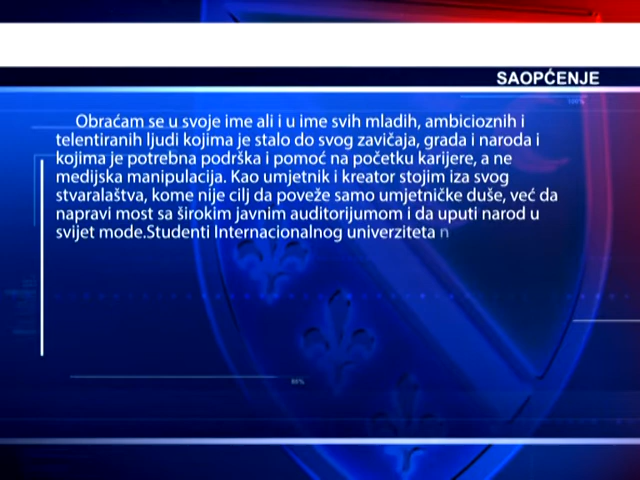 SAOPĆENJE
100%
Obraćam se u svoje ime ali i u ime svih mladih, ambicioznih i
telentiranih ljudi kojima je stalo do svog zavičaja, grada i naroda i
kojima je potrebna podrška i pomoć na početku karijere, a ne
medijska manipulacija. Kao umjetnik i kreator stojim iza svog
stvaralaštva, kome nije cilj da poveže samo umjetničke duše, već da
napravi most sa širokim javnim auditorijumom i da uputi narod u
svijet mode.Studenti Internacionalnog univerziteta n